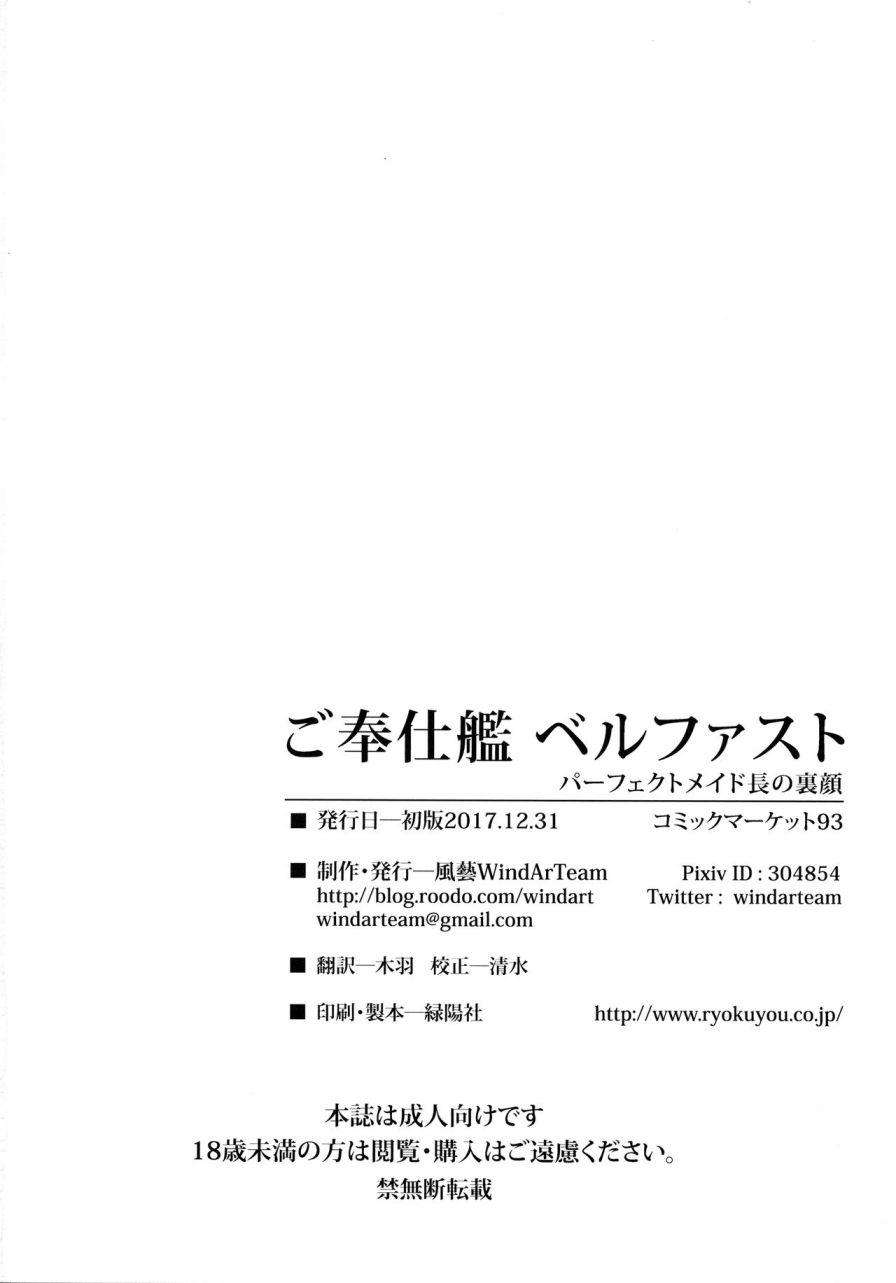 ご奉仕艦 ベルファスト
パーフェクトメイド長の裏顔
■ 発行日―初版2017.12.31 コミックマーケット93
■ 制作・発行―風藝WindArTeam Pixiv ID : 304854
http://blog.roodo.com/windart Twitter : windarteam
windarteam@gmail.com
■ 翻訳―木羽 校正―清水
■ 印刷・製本―緑陽社 http://www.ryokuyou.co.jp/
本誌は成人向けです
18歳未満の方は閲覧・購入はご遠慮ください。
禁無断転載